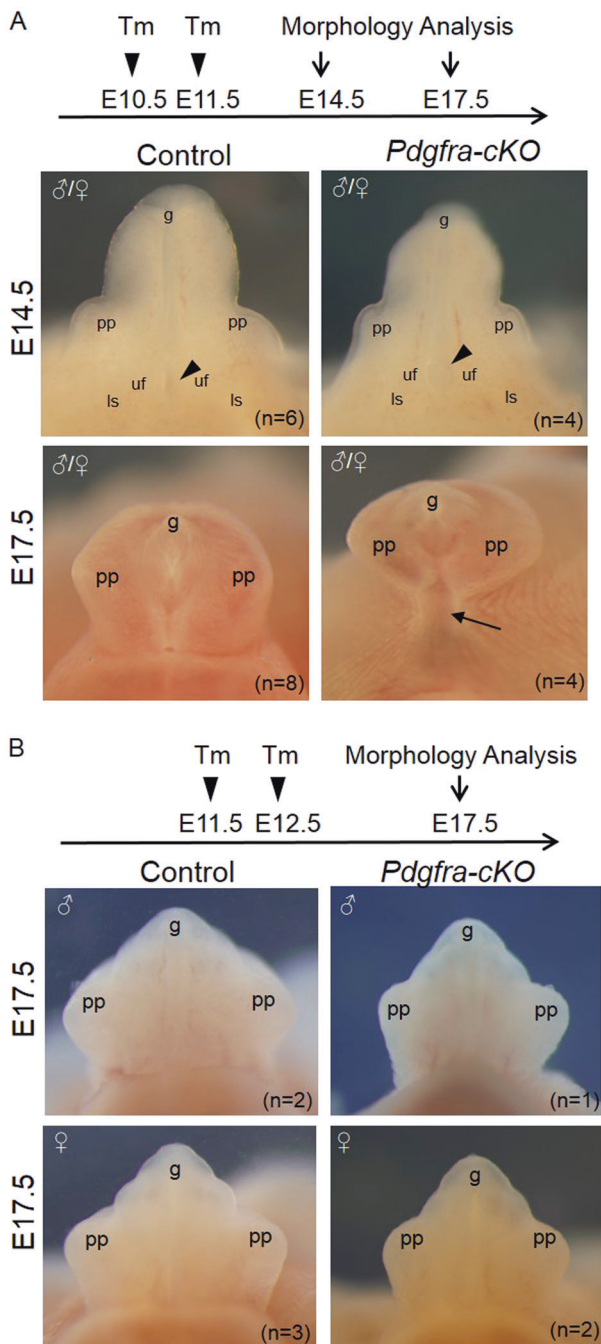 A
Tm Tm Morphology Analysis
E10.5 E11.5 E14.5 E17.5
Control Pdgfra-cKO
E14.5
♂/♀ ♂/♀
g g
pp pp pp pp
uf uf uf uf
ls ls ls ls
(n=6) (n=4)
E17.5
♂/♀ ♂/♀
g g
pp pp pp pp
(n=8) (n=4)
B
Tm Tm Morphology Analysis
E11.5 E12.5 E17.5
Control Pdgfra-cKO
E17.5
♂ ♂
g g
pp pp pp pp
(n=2) (n=1)
E17.5
♀ ♀
g g
pp pp pp pp
(n=3) (n=2)